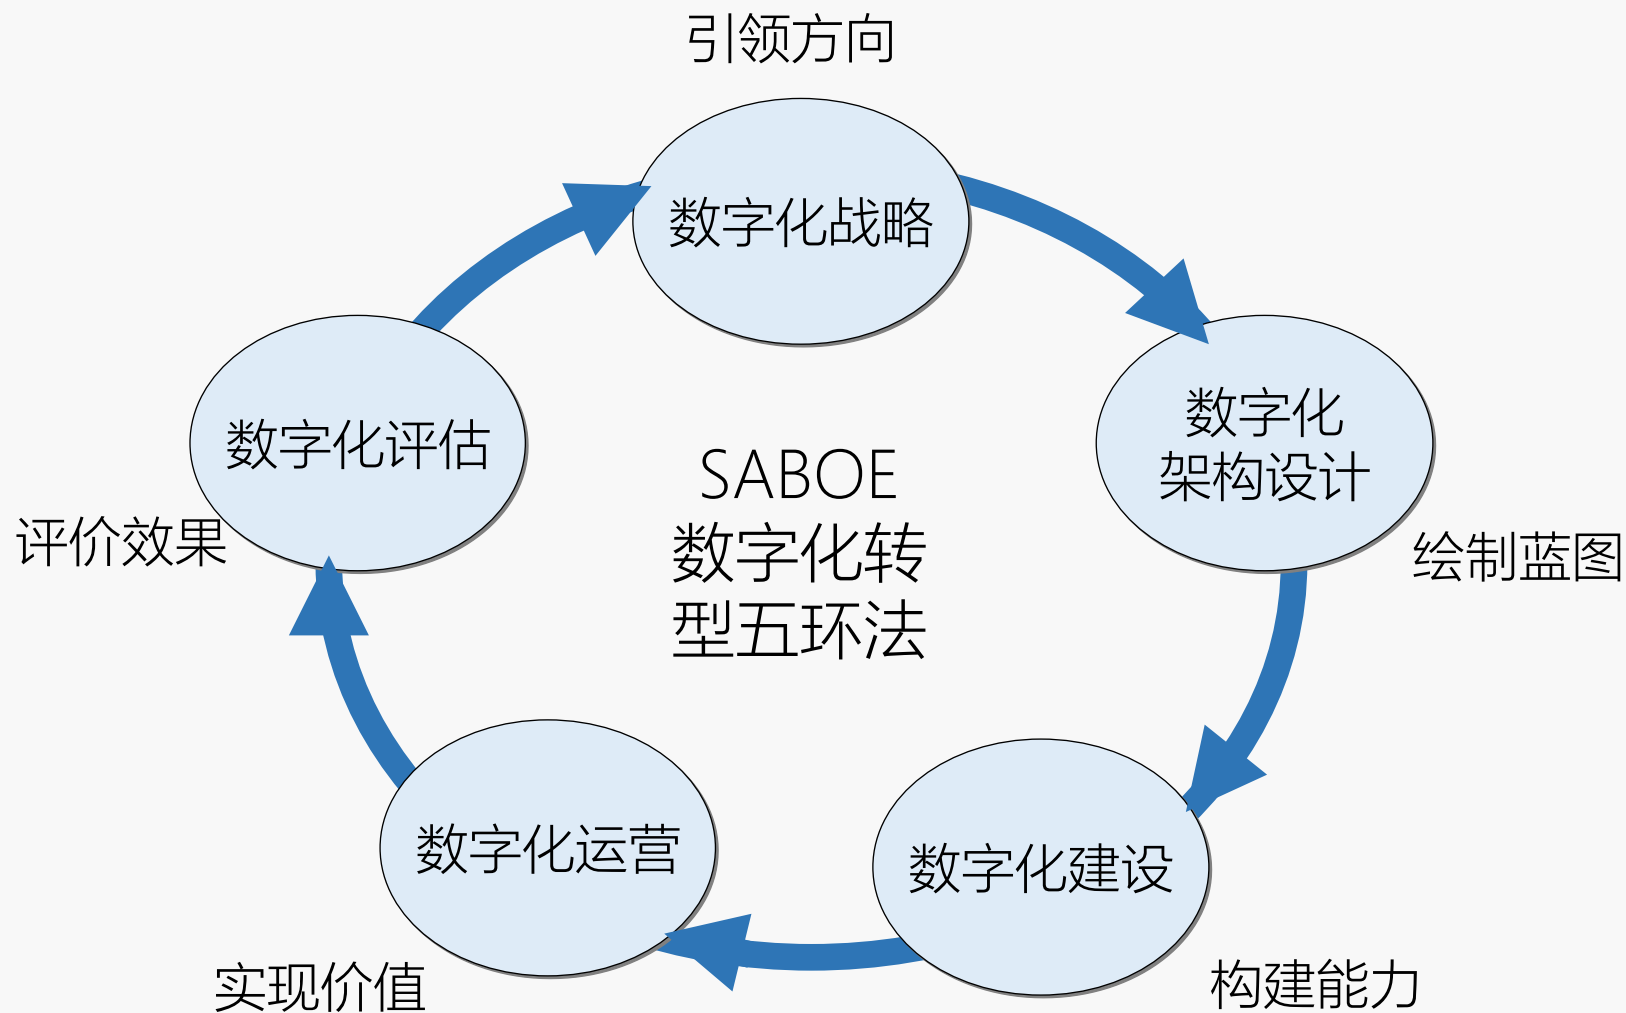 引领方向
数字化战略
数字化
架构设计
绘制蓝图
数字化评估
评价效果
SABOE
数字化转
型五环法
数字化运营
实现价值
数字化建设
构建能力